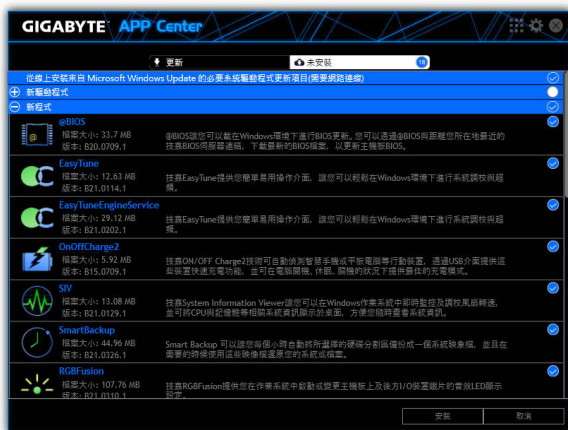 GIGABYTE APP Center
更新
未安裝 18
從線上安裝來自 Microsoft Windows Update 的必要系統驅動程式更新項目(需要網路連線)
新驅動程式
新程式
@BIOS
檔案大小: 33.7 MB
版本: B20.0709.1
@BIOS讓您可以載在Windows環境下進行BIOS更新。您可以透過@BIOS與距離您所在地最近的
技嘉BIOS伺服器連結，下載最新的BIOS檔案，以更新主機板BIOS。
EasyTune
檔案大小: 12.63 MB
版本: B21.0114.1
技嘉EasyTune提供您簡單易用操作介面，讓您可以輕鬆在Windows環境下進行系統調校與超
頻。
EasyTuneEngineService
檔案大小: 29.12 MB
版本: B21.0202.1
技嘉EasyTune提供您簡單易用操作介面，讓您可以輕鬆在Windows環境下進行系統調校與超
頻。
OnOffCharge2
檔案大小: 5.92 MB
版本: B15.0709.1
技嘉ON/OFF Charge2技術可自動偵測智慧手機或平板電腦等行動裝置，透過USB介面提供這
些裝置快速充電功能，並可在電腦開機、休眠、關機的狀況下提供最佳的充電模式。
SIV
檔案大小: 13.08 MB
版本: B21.0129.1
技嘉System Information Viewer讓您可以在Windows作業系統中即時監控及調校風扇轉速，
並可將CPU與記憶體等相關系統資訊顯示於桌面，方便您隨時查看系統資訊。
SmartBackup
檔案大小: 44.96 MB
版本: B21.0326.1
Smart Backup 可以讓您每個小時自動將所選擇的硬碟分割區備份成一個系統映象檔，並且在
需要的時候使用這些映像檔還原您的系統或檔案。
RGBFusion
檔案大小: 107.76 MB
版本: B21.0310.1
技嘉RGBFusion提供您在作業系統中啟動或變更主機板上及後方I/O裝置鐵片的音效LED顯示
設定。
安裝
取消